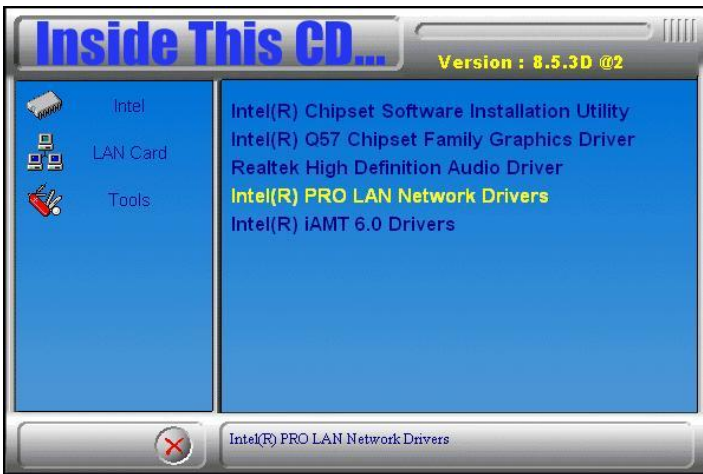 Inside This CD...
Version : 8.5.3D @2
Intel
LAN Card
Tools
Intel(R) Chipset Software Installation Utility
Intel(R) Q57 Chipset Family Graphics Driver
Realtek High Definition Audio Driver
Intel(R) PRO LAN Network Drivers
Intel(R) iAMT 6.0 Drivers
Intel(R) PRO LAN Network Drivers